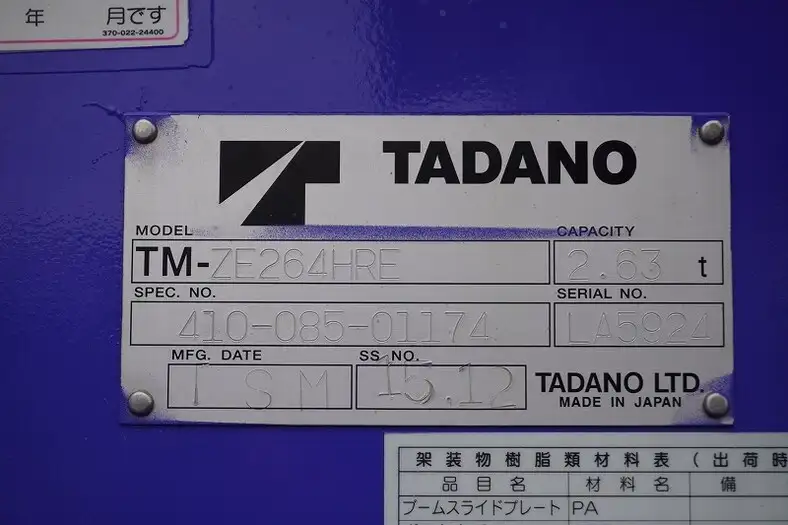 年 月です
370-022-24400
TADANO
MODEL CAPACITY
TM-ZE264HRE 2.63 t
SPEC. NO. SERIAL NO.
410-085-01174 LA5924
MFG. DATE SS NO.
ISM 15.12 TADANO LTD.
MADE IN JAPAN
架装物樹脂類材料表(出荷時
品目名 材料名 備
ブームスライドプレート PA